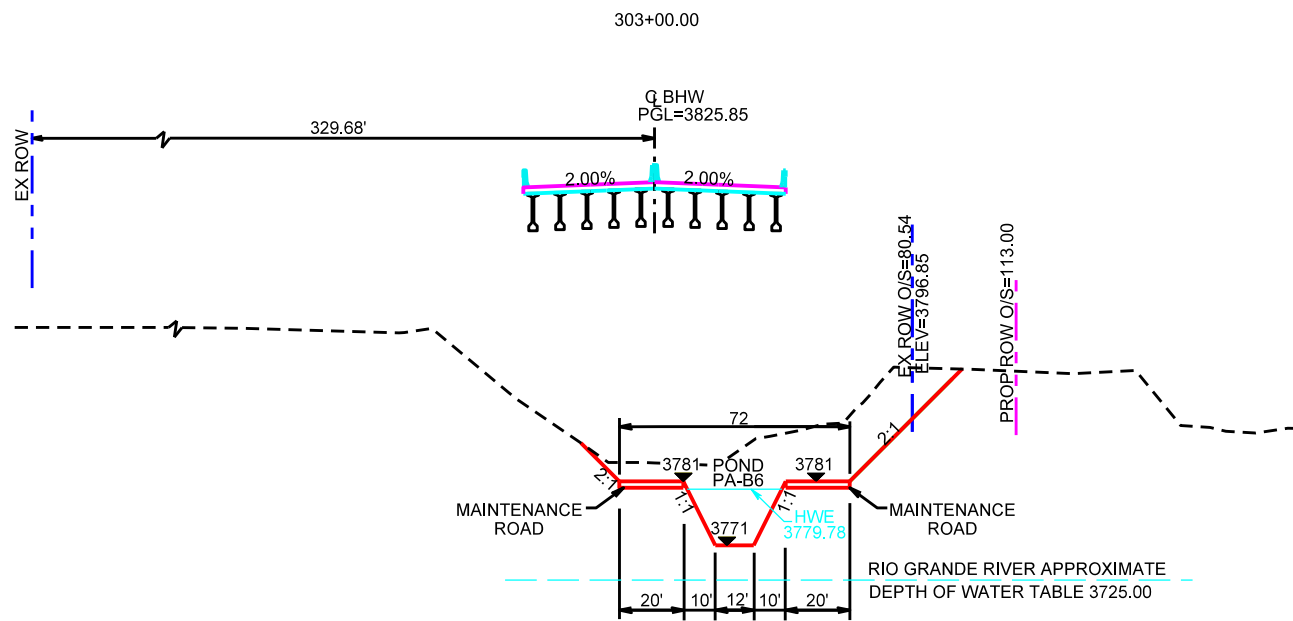 303+00.00
℄ BHW
PGL=3825.85
329.68'
EX ROW
2.00%
2.00%
EX ROW O/S=80.54
ELEV=3796.85
PROP ROW O/S=113.00
72
2:1
2:1
3781
POND
PA-B6
3781
1:1
1:1
MAINTENANCE
ROAD
HWE
3779.78
MAINTENANCE
ROAD
3771
RIO GRANDE RIVER APPROXIMATE
DEPTH OF WATER TABLE 3725.00
20'
10'
12'
10'
20'